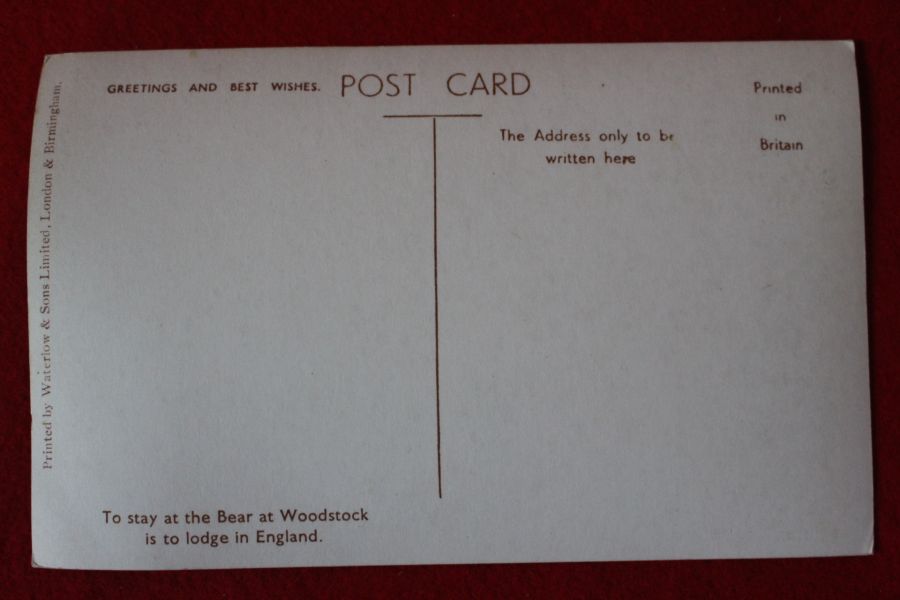 GREETINGS AND BEST WISHES. POST CARD
The Address only to be
written here
Printed
in
Britain
Printed by Waterlow & Sons Limited, London & Birmingham.
To stay at the Bear at Woodstock
is to lodge in England.